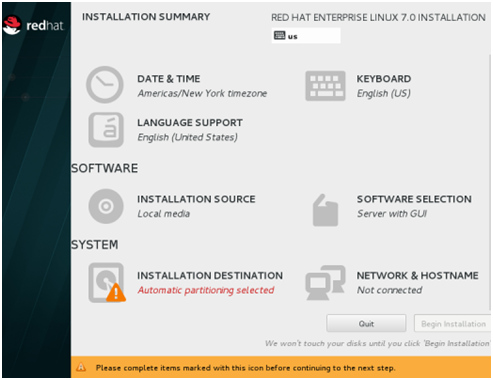 redhat
INSTALLATION SUMMARY
RED HAT ENTERPRISE LINUX 7.0 INSTALLATION
us
DATE & TIME
Americas/New York timezone
KEYBOARD
English (US)
LANGUAGE SUPPORT
English (United States)
SOFTWARE
INSTALLATION SOURCE
Local media
SOFTWARE SELECTION
Server with GUI
SYSTEM
INSTALLATION DESTINATION
Automatic partitioning selected
NETWORK & HOSTNAME
Not connected
Quit
Begin Installation
We won't touch your disks until you click 'Begin Installation'
Please complete items marked with this icon before continuing to the next step.